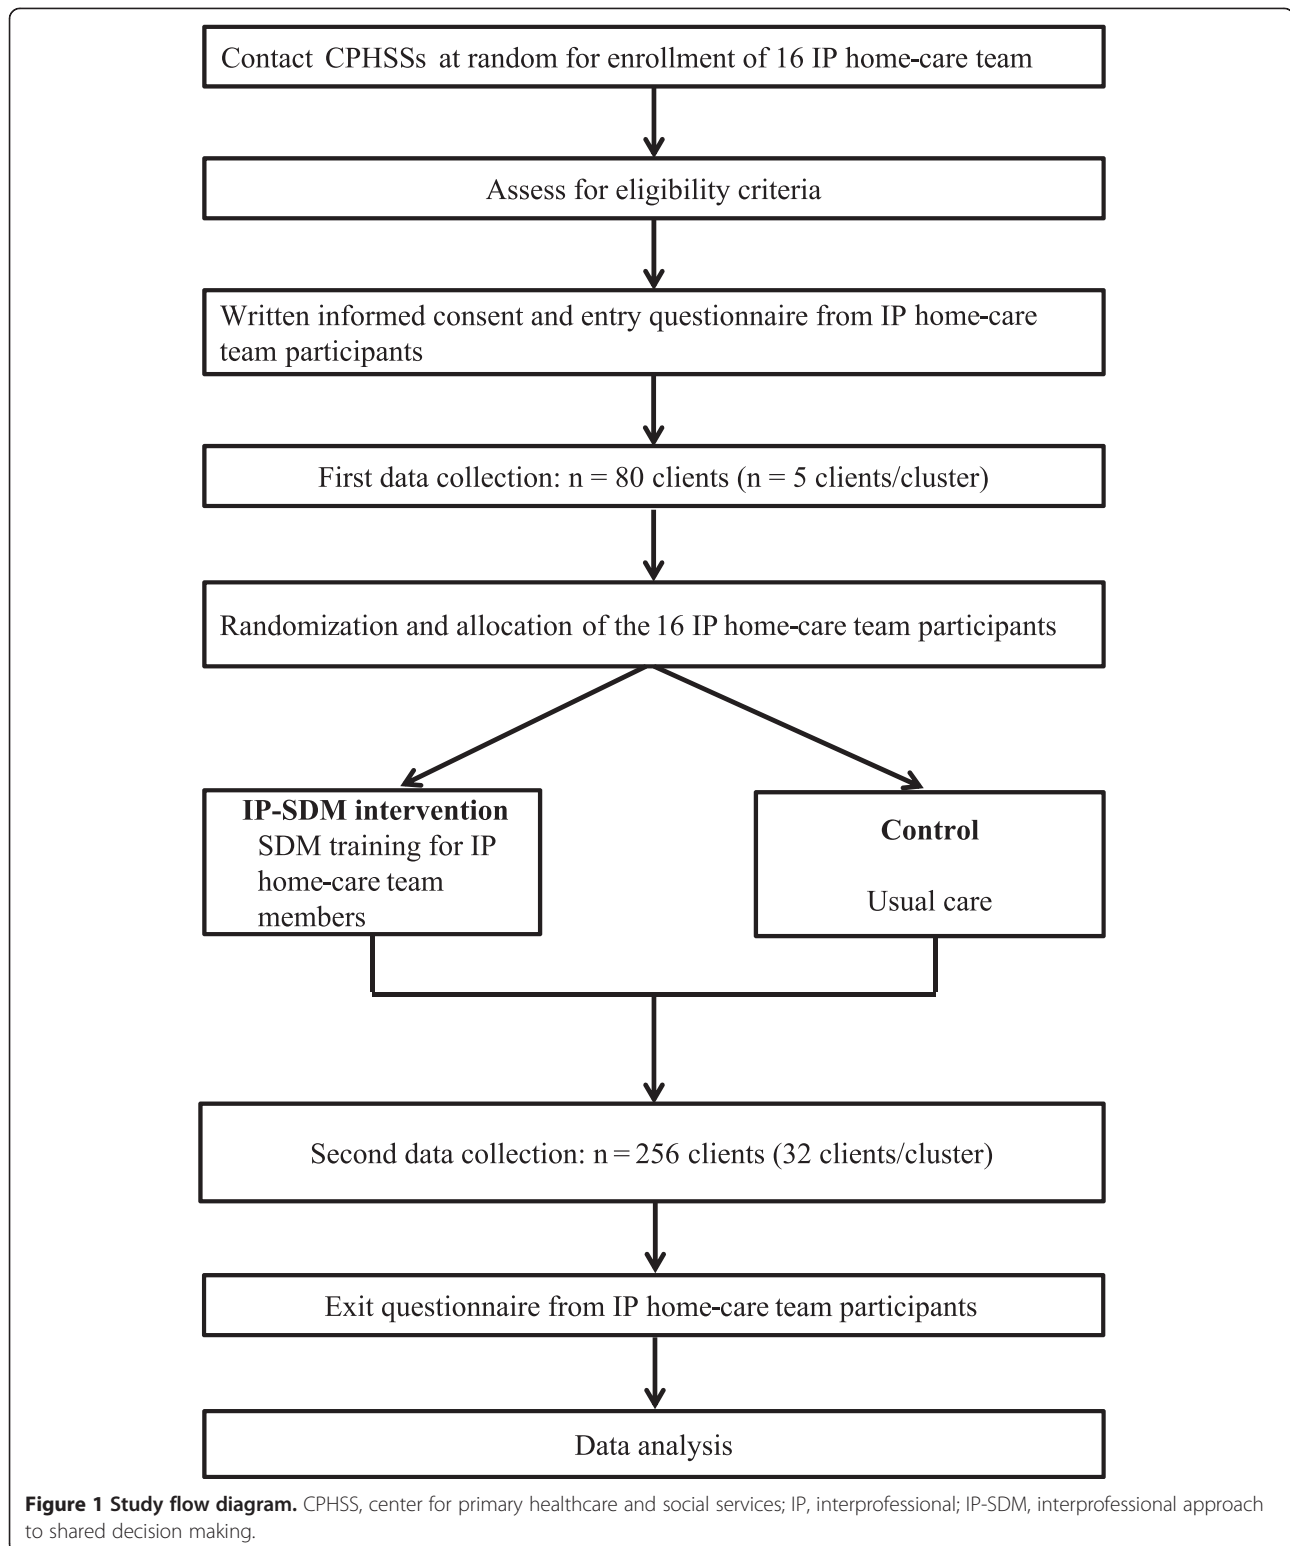 Contact CPHSSs at random for enrollment of 16 IP home-care team
Assess for eligibility criteria
Written informed consent and entry questionnaire from IP home-care
team participants
First data collection: n = 80 clients (n = 5 clients/cluster)
Randomization and allocation of the 16 IP home-care team participants
IP-SDM intervention
SDM training for IP
home-care team
members
Control
Usual care
Second data collection: n = 256 clients (32 clients/cluster)
Exit questionnaire from IP home-care team participants
Data analysis
Figure 1 Study flow diagram. CPHSS, center for primary healthcare and social services; IP, interprofessional; IP-SDM, interprofessional approach
to shared decision making.